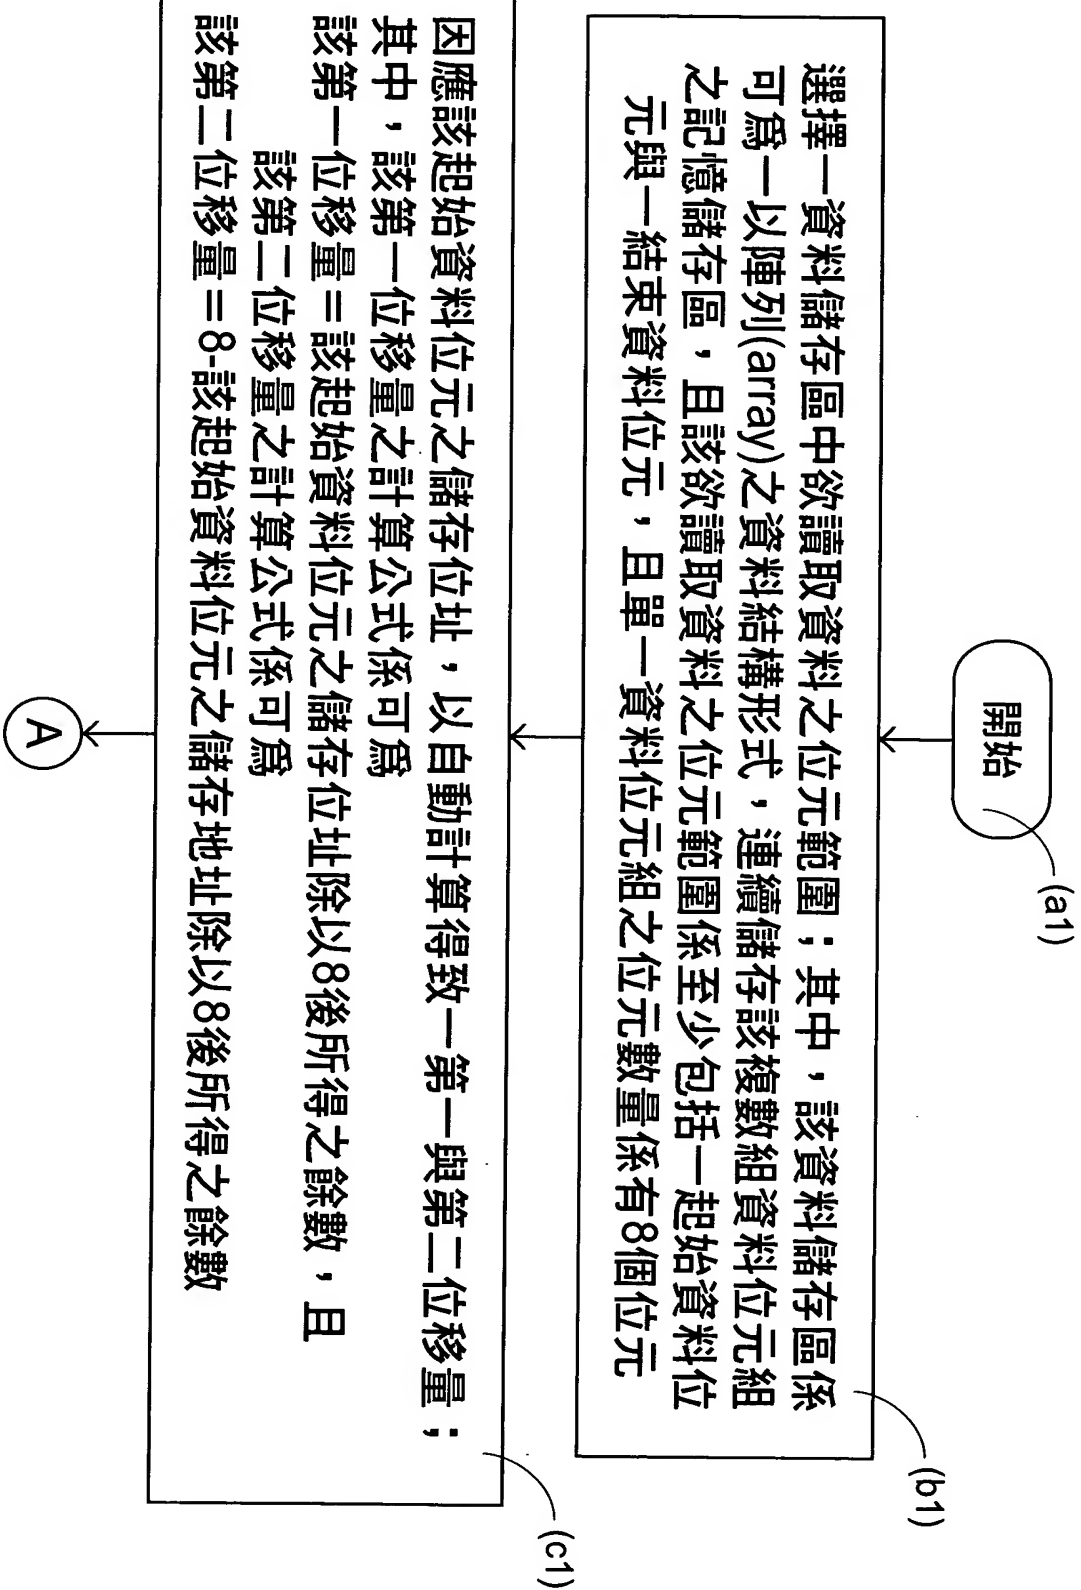 開始
(a1)
選擇一資料儲存區中欲讀取資料之位元範圍；其中，該資料儲存區係
可為一以陣列(array)之資料結構形式，連續儲存該複數組資料位元組
之記憶儲存區，且該欲讀取資料之位元範圍係至少包括一起始資料位
元與一結束資料位元，且單一資料位元組之位元數量係有8個位元
(b1)
因應該起始資料位元之儲存位址，以自動計算得致一第一與第二位移量；
其中，該第一位移量之計算公式係可為
該第一位移量＝該起始資料位元之儲存位址除以8後所得之餘數，且
該第二位移量之計算公式係可為
該第二位移量＝8-該起始資料位元之儲存地址除以8後所得之餘數
(c1)
A